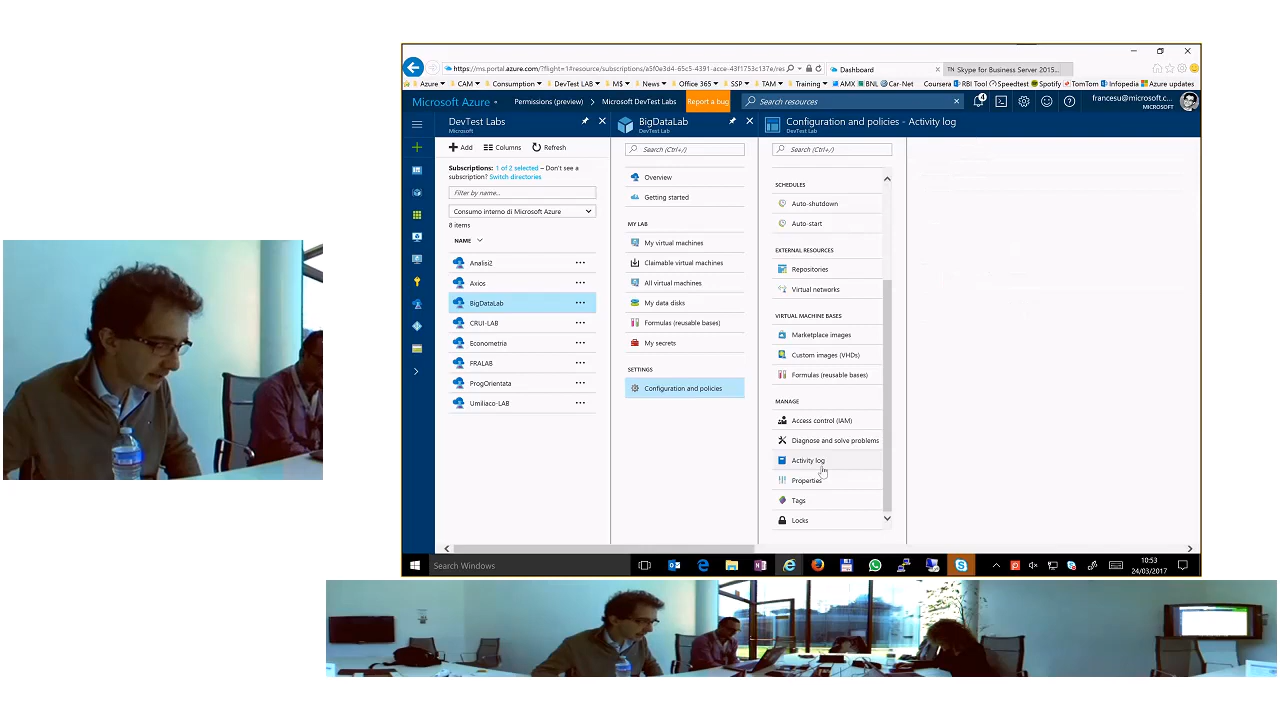 https://ms.portal.azure.com/?flight=1#resource/subscriptions/a5f0e3d4-65c5-4391-acce-43f1753c137e/res
Dashboard
Skype for Business Server 2015...
Azure
CAM
Consumption
DevTest LAB
MS
News
Office 365
SSP
TAM
Training
AMX
BNL
Car-Net
Coursera
RBI Tool
Speedtest
Spotify
TomTom
Infopedia
Azure updates
Microsoft Azure
Permissions (preview)
Microsoft DevTest Labs
Report a bug
Search resources
4
francesu@microsoft.c...
MICROSOFT
DevTest Labs
Microsoft
Add
Columns
Refresh
Subscriptions: 1 of 2 selected – Don't see a
subscription? Switch directories
Filter by name...
Consumo interno di Microsoft Azure
8 items
NAME
Analisi2
Axios
BigDataLab
CRUI-LAB
Econometria
FRALAB
ProgOrientata
Umiliaco-LAB
BigDataLab
DevTest Lab
Search (Ctrl+/)
Overview
Getting started
MY LAB
My virtual machines
Claimable virtual machines
All virtual machines
My data disks
Formulas (reusable bases)
My secrets
SETTINGS
Configuration and policies
Configuration and policies - Activity log
DevTest Lab
Search (Ctrl+/)
SCHEDULES
Auto-shutdown
Auto-start
EXTERNAL RESOURCES
Repositories
Virtual networks
VIRTUAL MACHINE BASES
Marketplace images
Custom images (VHDs)
Formulas (reusable bases)
MANAGE
Access control (IAM)
Diagnose and solve problems
Activity log
Properties
Tags
Locks
Search Windows
10:53
24/03/2017